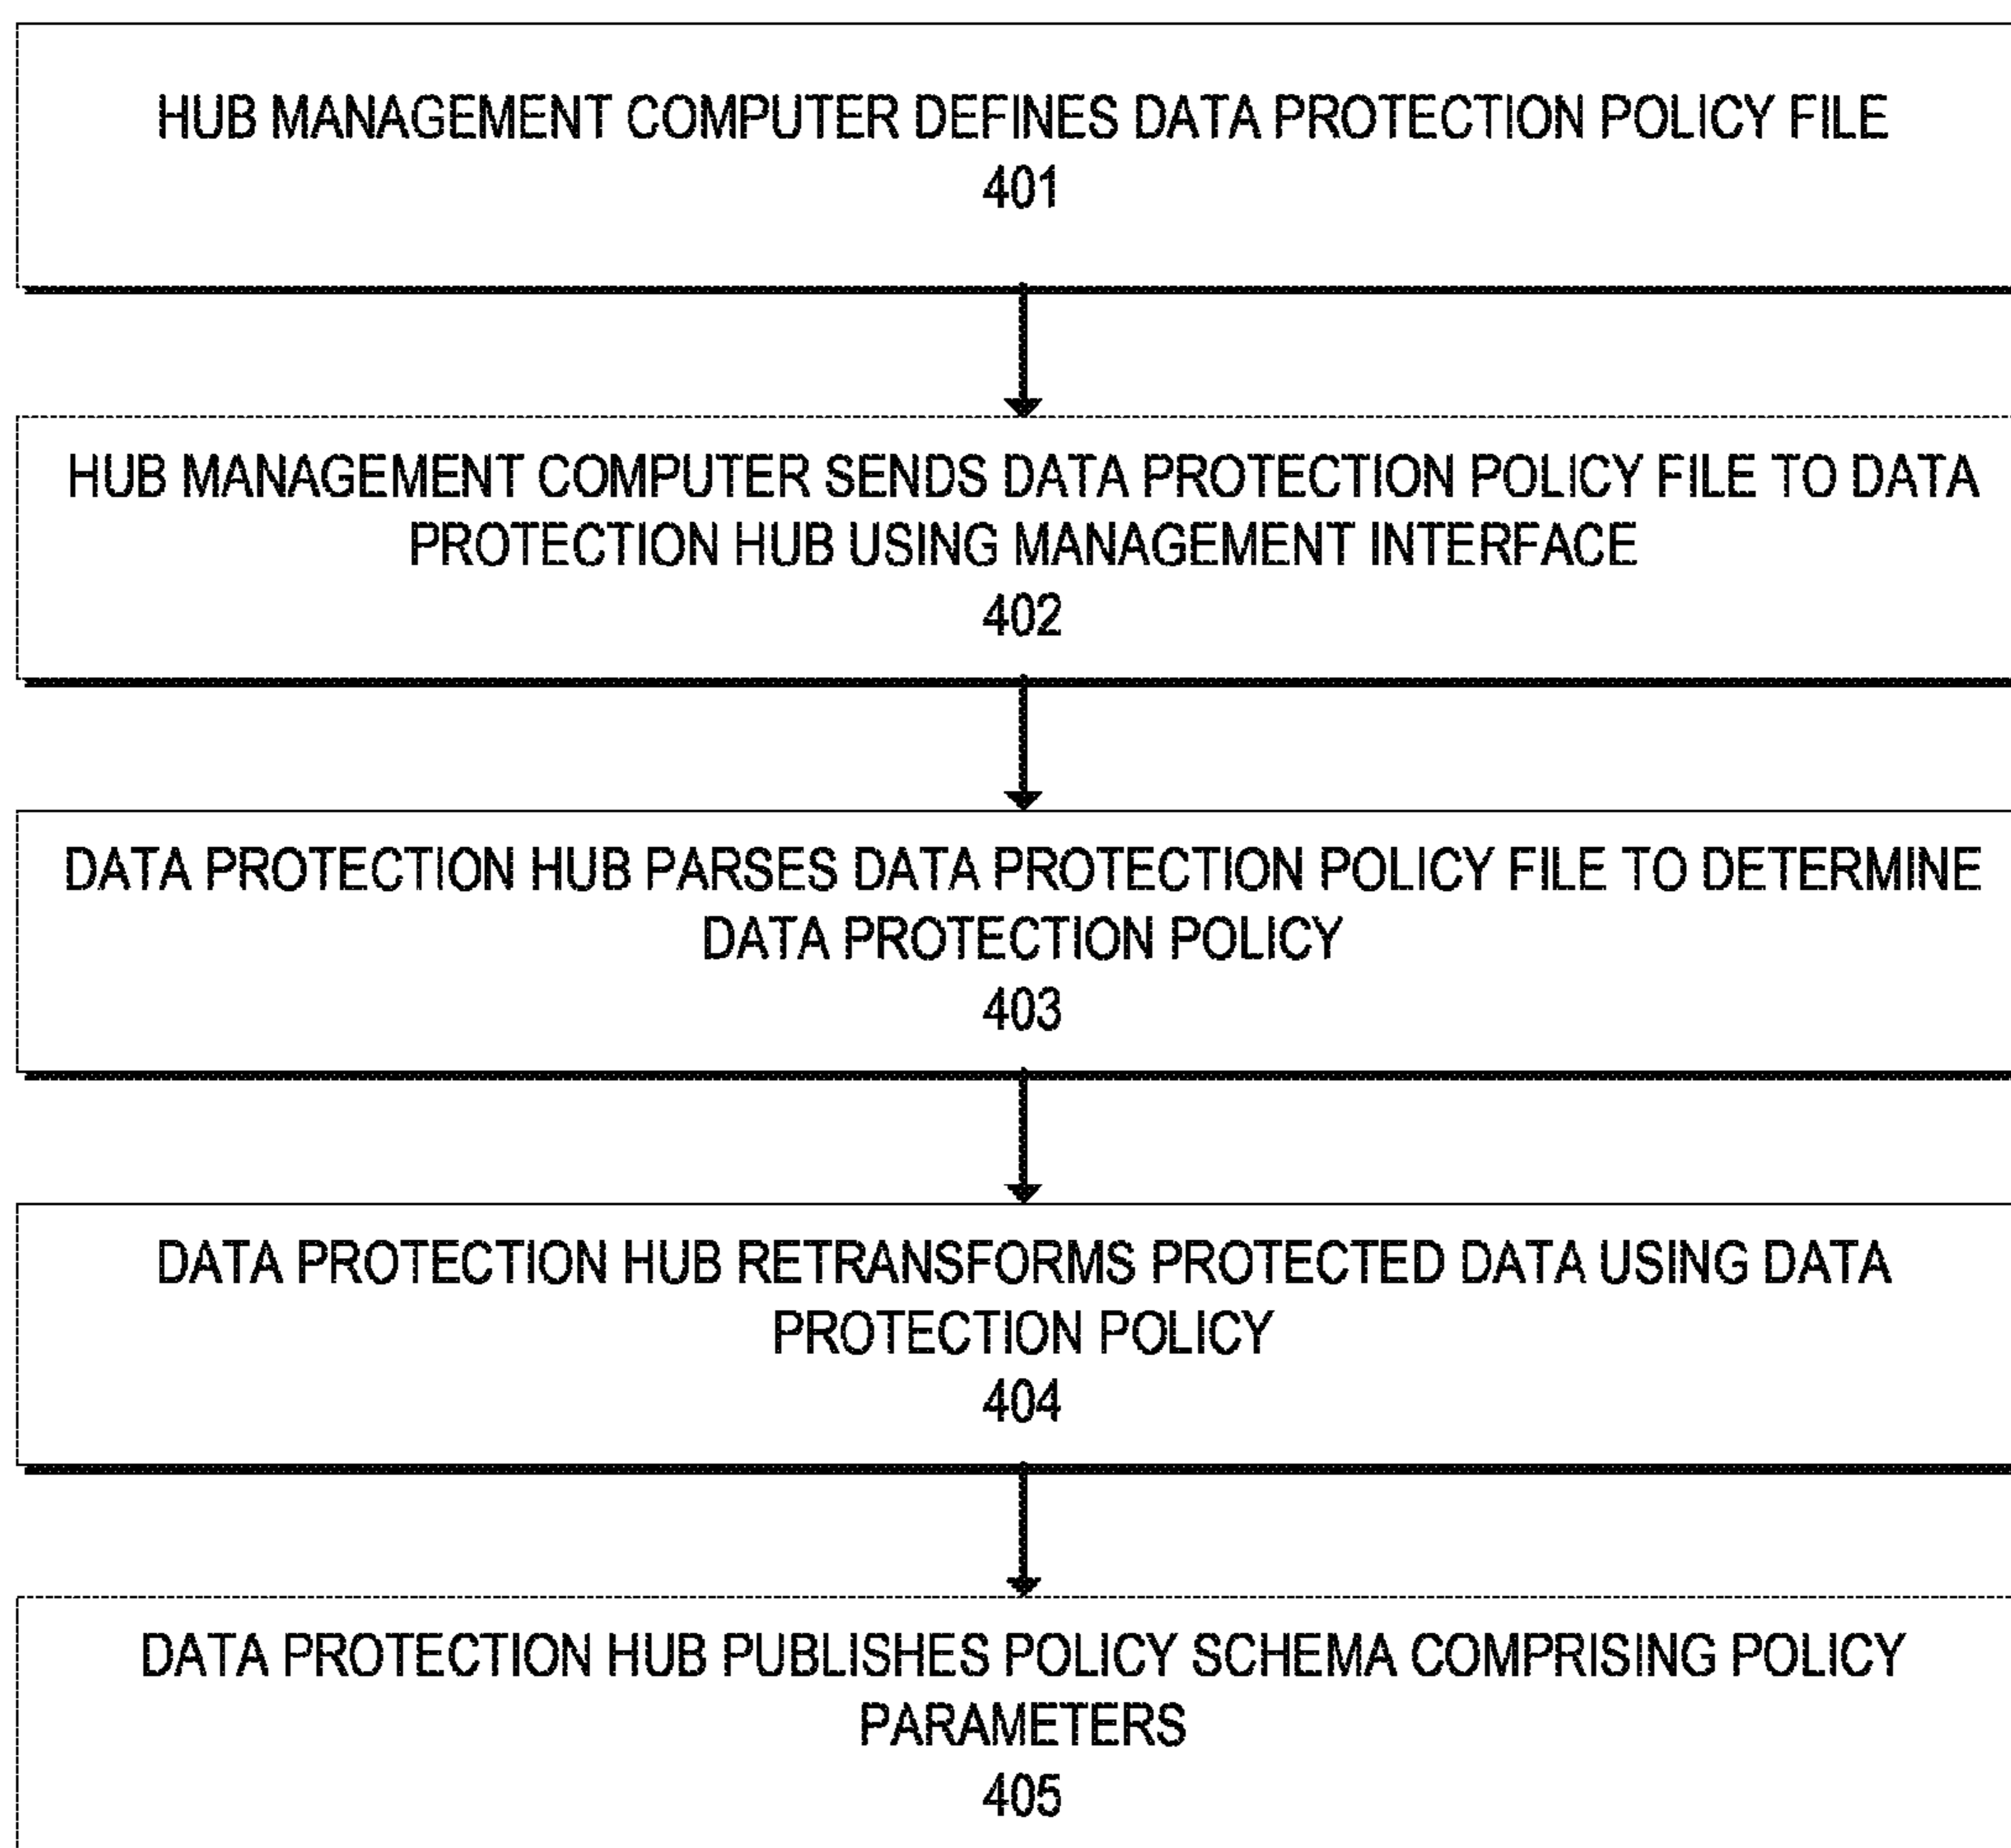 HUB MANAGEMENT COMPUTER DEFINES DATA PROTECTION POLICY FILE
401
HUB MANAGEMENT COMPUTER SENDS DATA PROTECTION POLICY FILE TO DATA
PROTECTION HUB USING MANAGEMENT INTERFACE
402
DATA PROTECTION HUB PARSES DATA PROTECTION POLICY FILE TO DETERMINE
DATA PROTECTION POLICY
403
DATA PROTECTION HUB RETRANSFORMS PROTECTED DATA USING DATA
PROTECTION POLICY
404
DATA PROTECTION HUB PUBLISHES POLICY SCHEMA COMPRISING POLICY
PARAMETERS
405